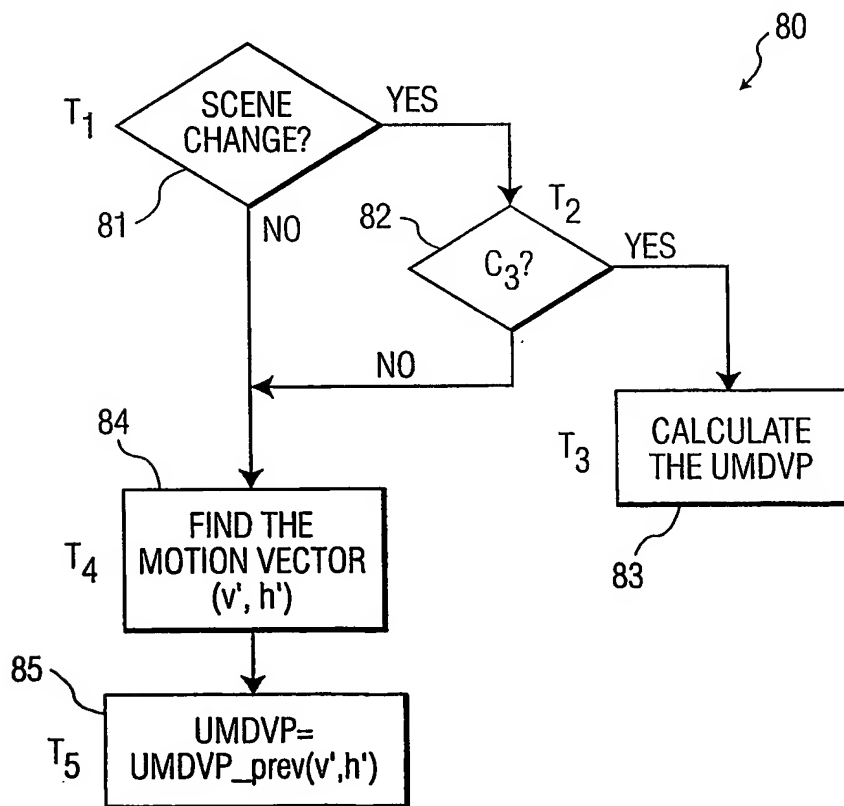 80
T1
SCENE
CHANGE?
YES
81
NO
82
T2
C3?
YES
NO
84
T3
CALCULATE
THE UMDVP
83
T4
FIND THE
MOTION VECTOR
(v', h')
85
T5
UMDVP=
UMDVP_prev(v',h')